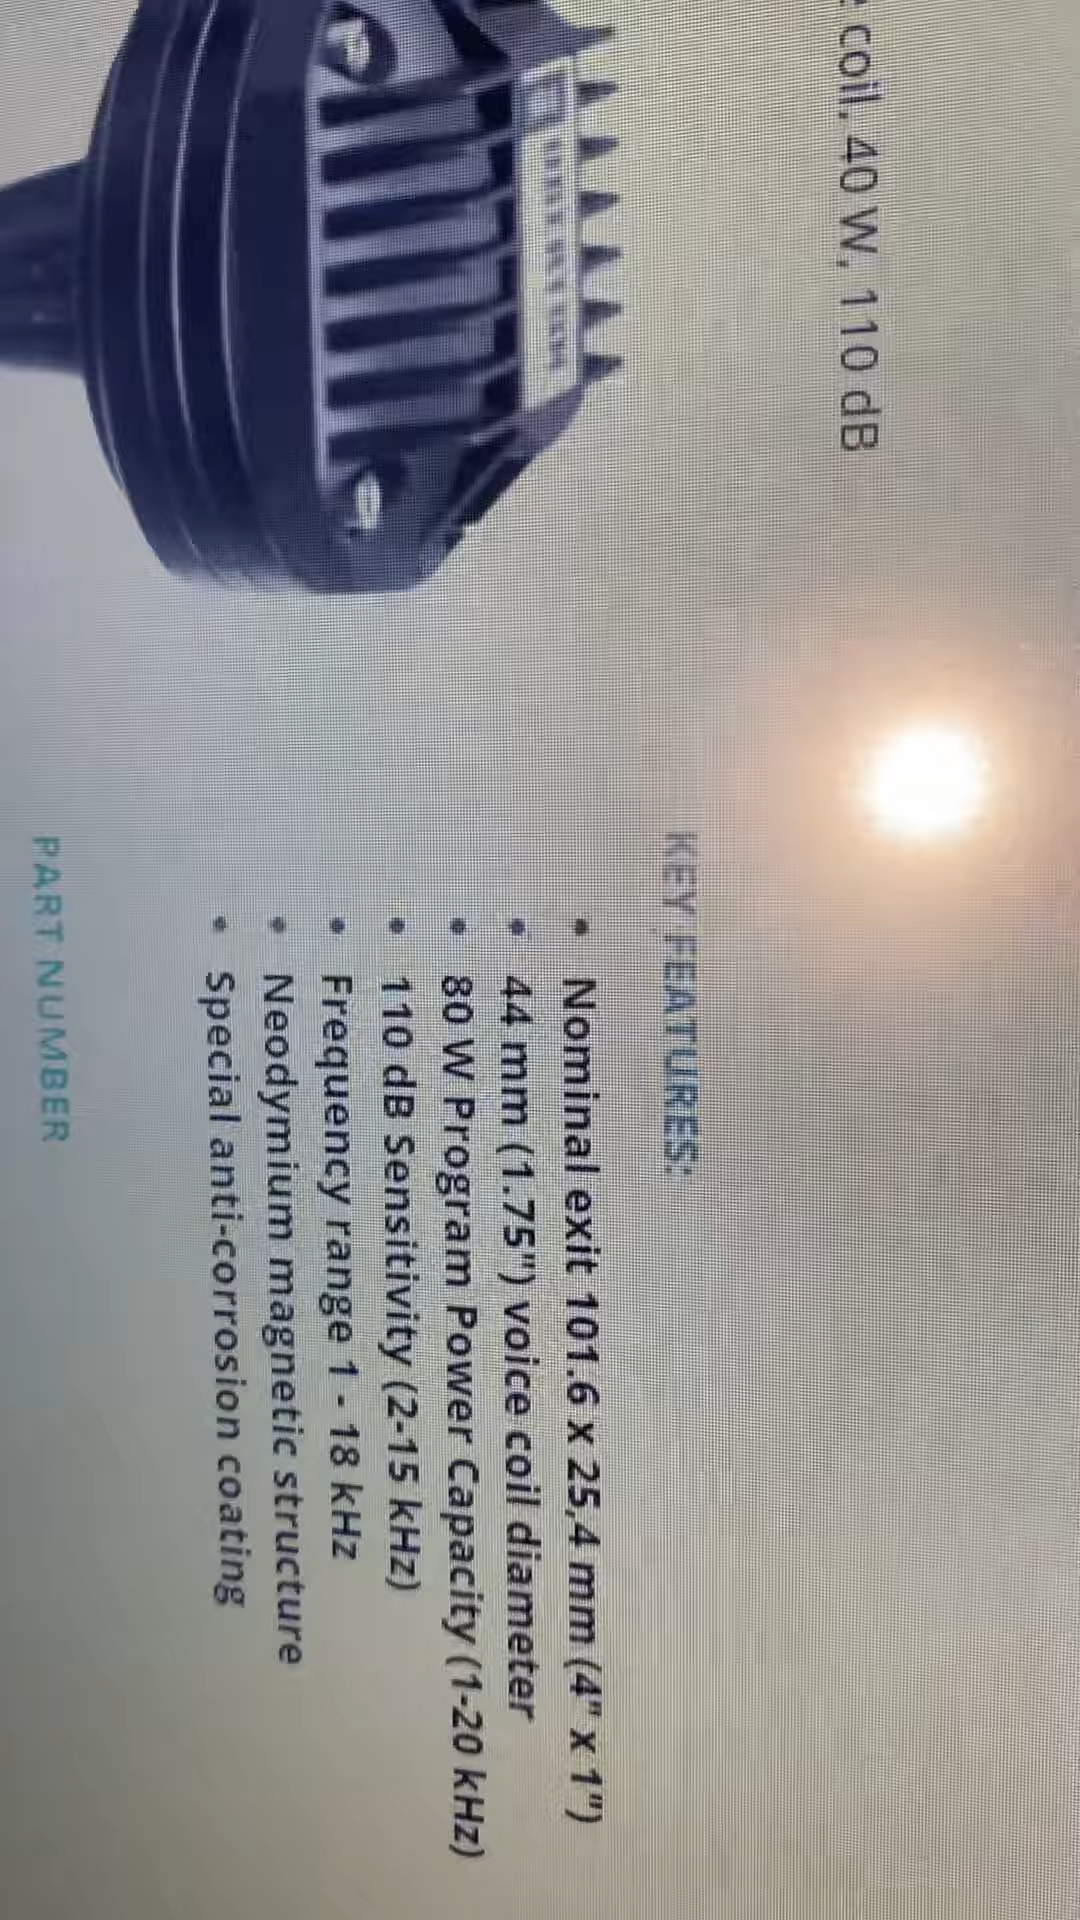 coil, 40 W, 110 dB
KEY FEATURES:
• Nominal exit 101.6 x 25,4 mm (4" x 1")
• 44 mm (1.75") voice coil diameter
• 80 W Program Power Capacity (1-20 kHz)
• 110 dB Sensitivity (2-15 kHz)
• Frequency range 1 - 18 kHz
• Neodymium magnetic structure
• Special anti-corrosion coating
PART NUMBER